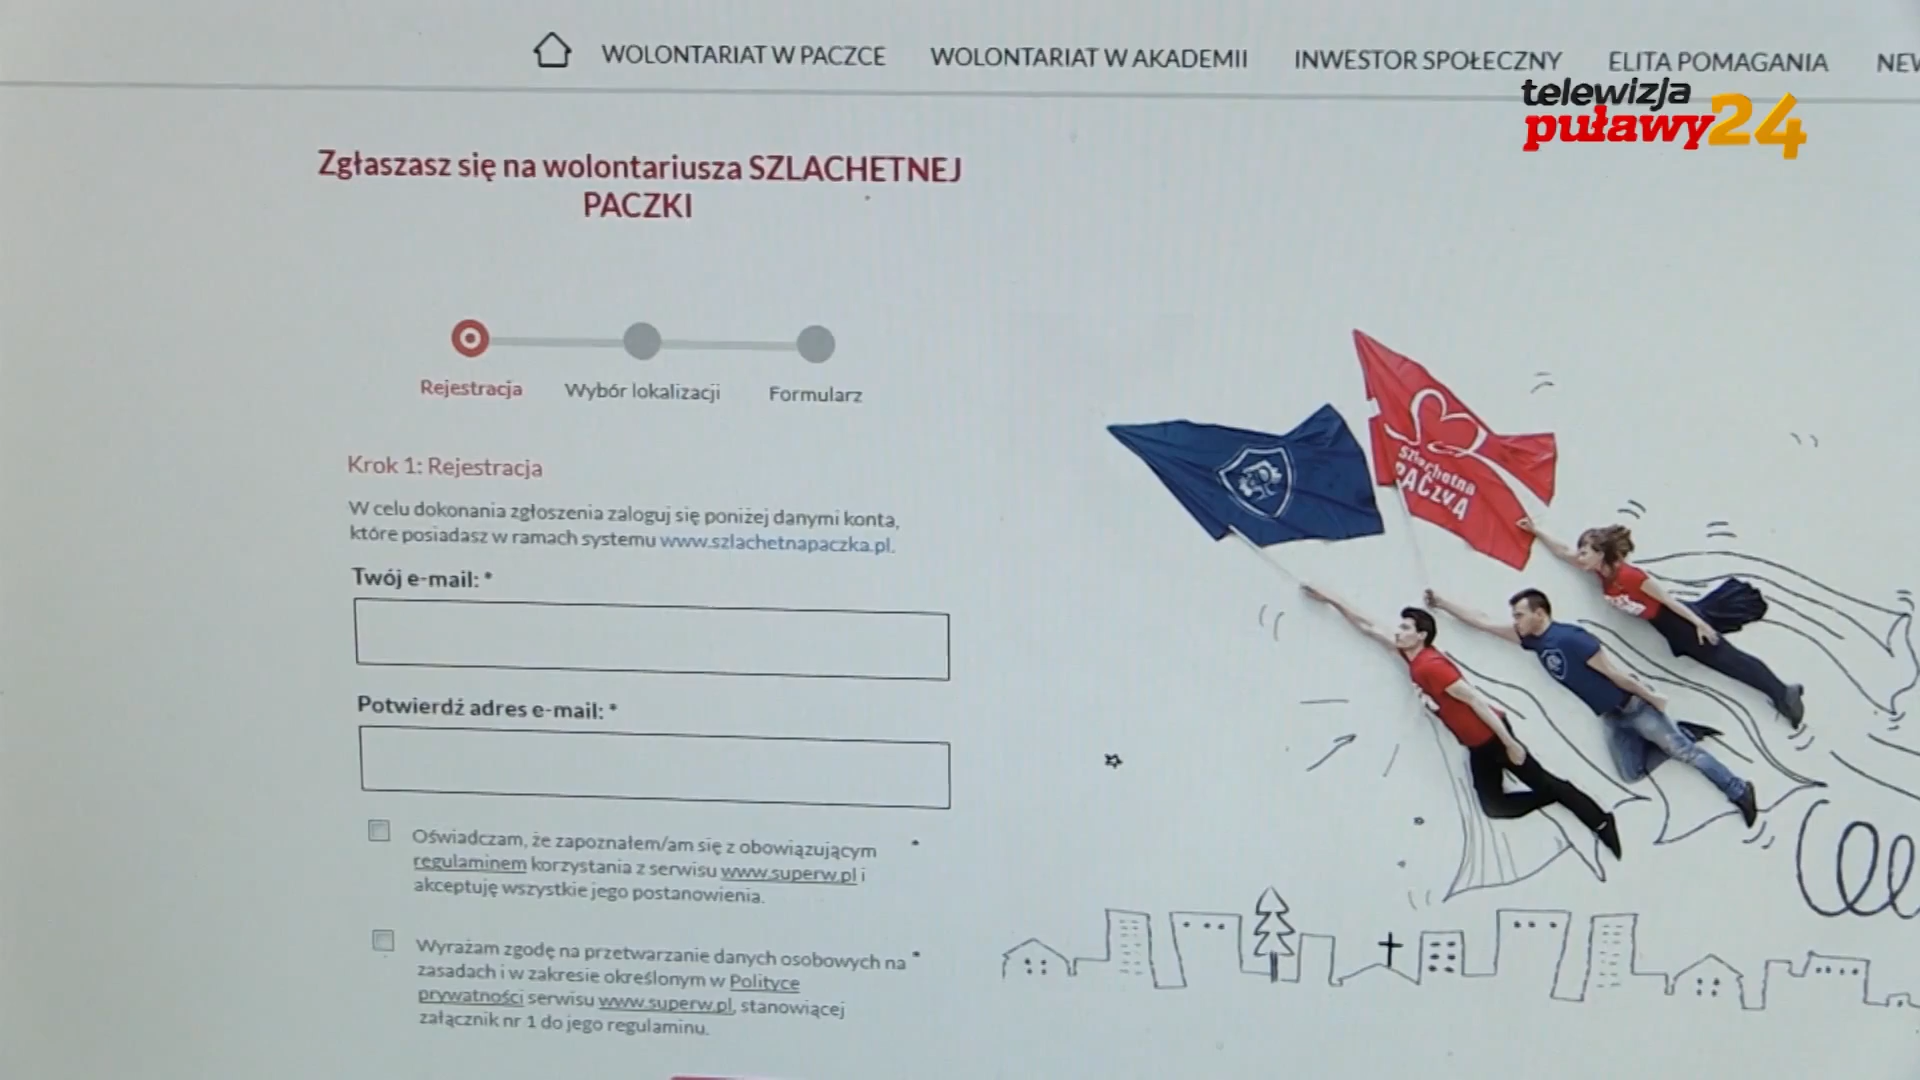 WOLONTARIAT W PACZCE WOLONTARIAT W AKADEMII INWESTOR SPOŁECZNY ELITA POMAGANIA
telewizja
puławy24
Zgłaszasz się na wolontariusza SZLACHETNEJ
PACZKI
Rejestracja Wybór lokalizacji Formularz
Krok 1: Rejestracja
W celu dokonania zgłoszenia zaloguj się poniżej danymi konta,
które posiadasz w ramach systemu www.szlachetnapaczka.pl.
Twój e-mail: *
Potwierdź adres e-mail: *
Oświadczam, że zapoznałem/am się z obowiązującym *
regulaminem korzystania z serwisu www.superw.pl i
akceptuję wszystkie jego postanowienia.
Wyrażam zgodę na przetwarzanie danych osobowych na *
zasadach i w zakresie określonym w Polityce
prywatności serwisu www.superw.pl, stanowiącej
załącznik nr 1 do jego regulaminu.
szlachetna
PACZKA